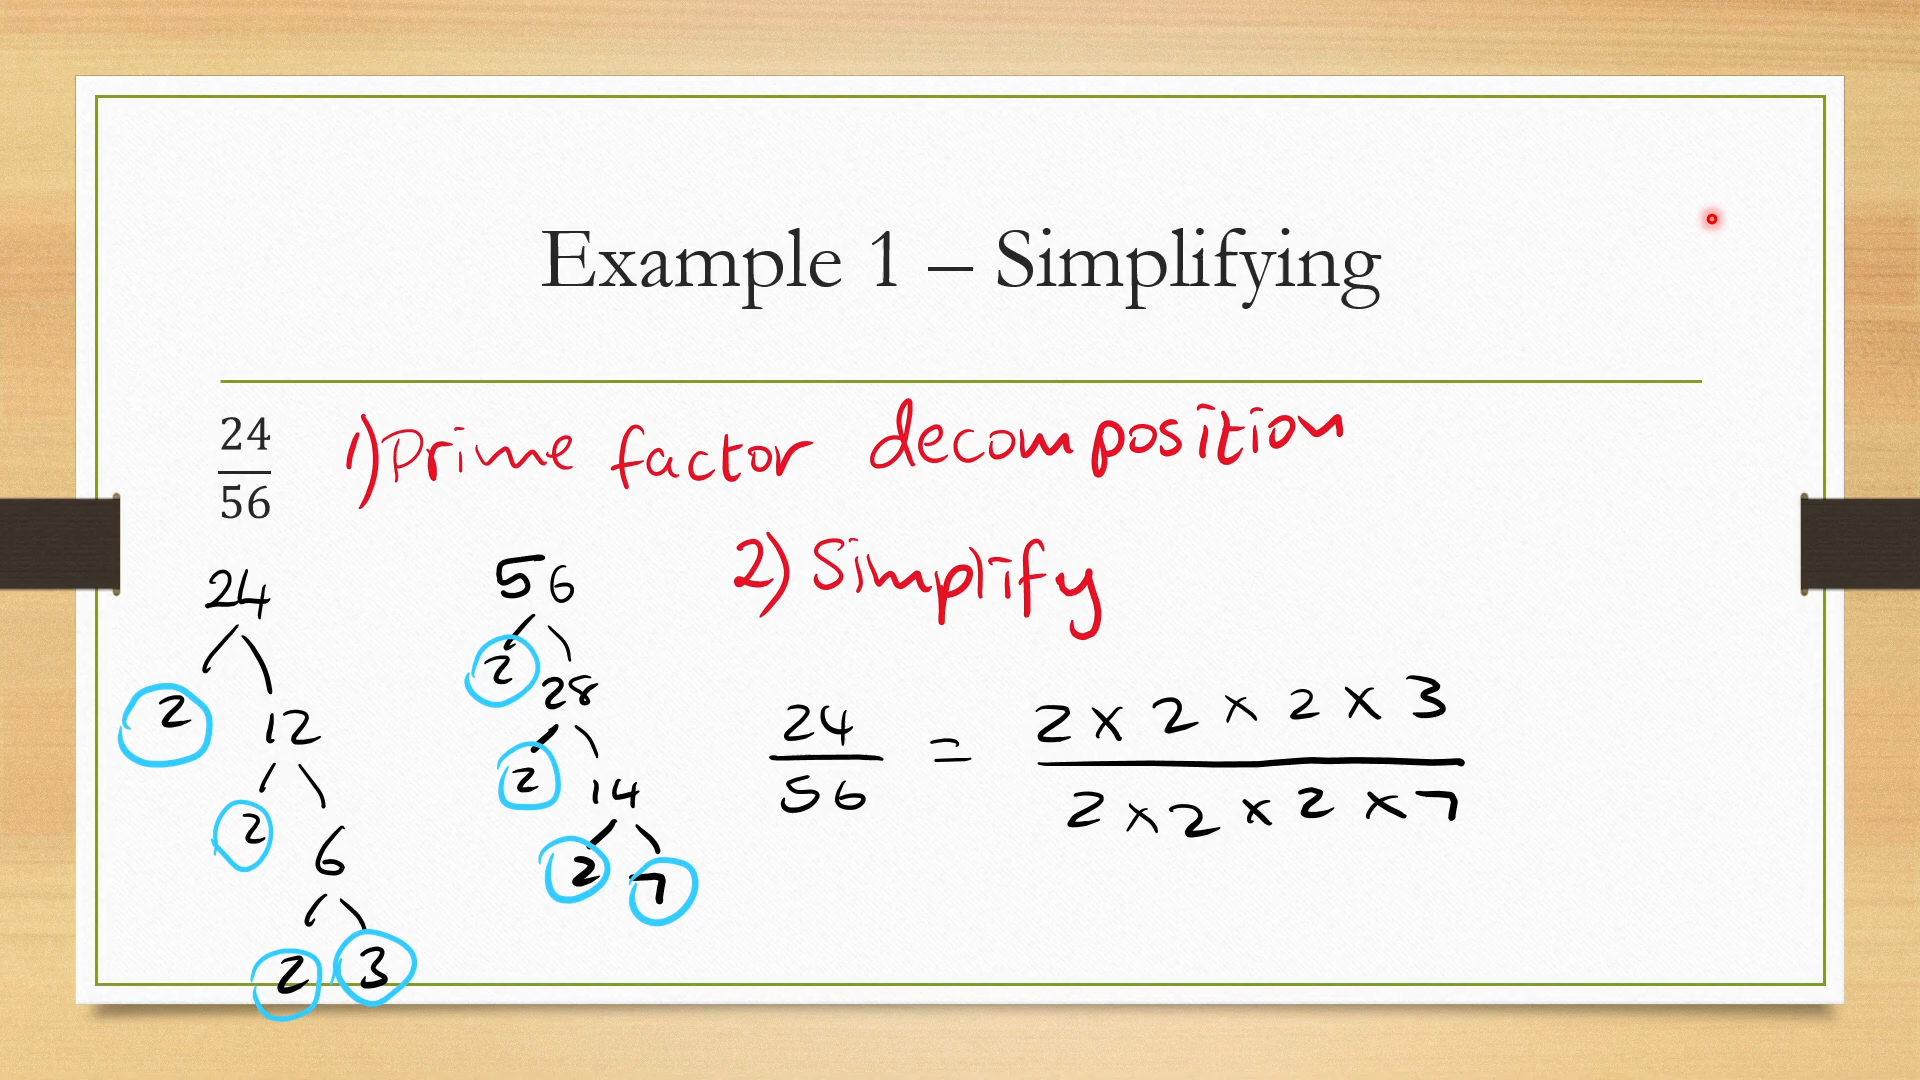 Example 1 – Simplifying
24
56
1) Prime factor decomposition
2) Simplify
24
2 12
2 6
2 3
56
2 28
2 14
2 7
24 = 2 × 2 × 2 × 3
56 2 × 2 × 2 × 7